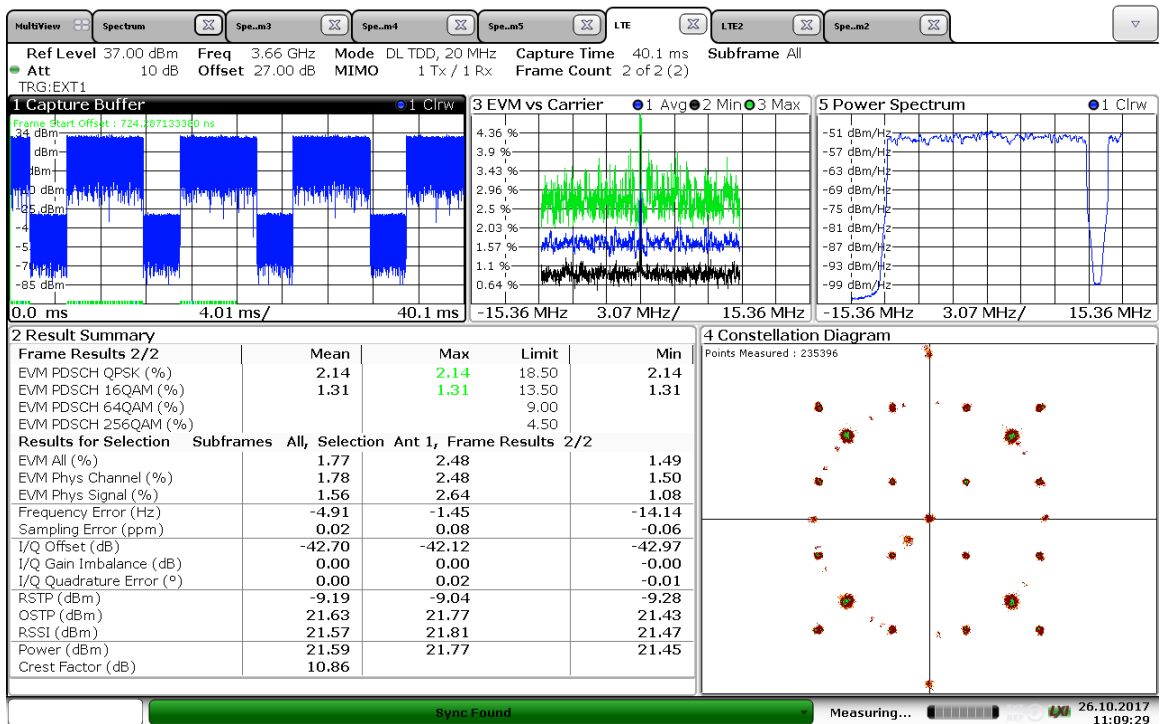 MultiView Spectrum Spe..m3 Spe..m4 Spe..m5 LTE LTE2 Spe..m2
Ref Level 37.00 dBm Freq 3.66 GHz Mode DL TDD, 20 MHz Capture Time 40.1 ms Subframe All
Att 10 dB Offset 27.00 dB MIMO 1 Tx / 1 Rx Frame Count 2 of 2 (2)
TRG:EXT1
1 Capture Buffer 1 Clrw
Frame Start Offset : 724.287133380 ns
34 dBm
dBm
dBm
dBm
-25 dBm
-85 dBm
0.0 ms 4.01 ms/ 40.1 ms
3 EVM vs Carrier 1 Avg 2 Min 3 Max
4.36 %
3.9 %
3.43 %
2.96 %
2.5 %
2.03 %
1.57 %
1.1 %
0.64 %
-15.36 MHz 3.07 MHz/ 15.36 MHz
5 Power Spectrum 1 Clrw
-51 dBm/Hz
-57 dBm/Hz
-63 dBm/Hz
-69 dBm/Hz
-75 dBm/Hz
-81 dBm/Hz
-87 dBm/Hz
-93 dBm/Hz
-99 dBm/Hz
-15.36 MHz 3.07 MHz/ 15.36 MHz
2 Result Summary
Frame Results 2/2 Mean Max Limit Min
EVM PDSCH QPSK (%) 2.14 2.14 18.50 2.14
EVM PDSCH 16QAM (%) 1.31 1.31 13.50 1.31
EVM PDSCH 64QAM (%) 9.00
EVM PDSCH 256QAM (%) 4.50
Results for Selection Subframes All, Selection Ant 1, Frame Results 2/2
EVM All (%) 1.77 2.48 1.49
EVM Phys Channel (%) 1.78 2.48 1.50
EVM Phys Signal (%) 1.56 2.64 1.08
Frequency Error (Hz) -4.91 -1.45 -14.14
Sampling Error (ppm) 0.02 0.08 -0.06
I/Q Offset (dB) -42.70 -42.12 -42.97
I/Q Gain Imbalance (dB) 0.00 0.00 -0.00
I/Q Quadrature Error (°) 0.00 0.02 -0.01
RSTP (dBm) -9.19 -9.04 -9.28
OSTP (dBm) 21.63 21.77 21.43
RSSI (dBm) 21.57 21.81 21.47
Power (dBm) 21.59 21.77 21.45
Crest Factor (dB) 10.86
4 Constellation Diagram
Points Measured : 235396
Sync Found
Measuring...
LXI
26.10.2017
11:09:29